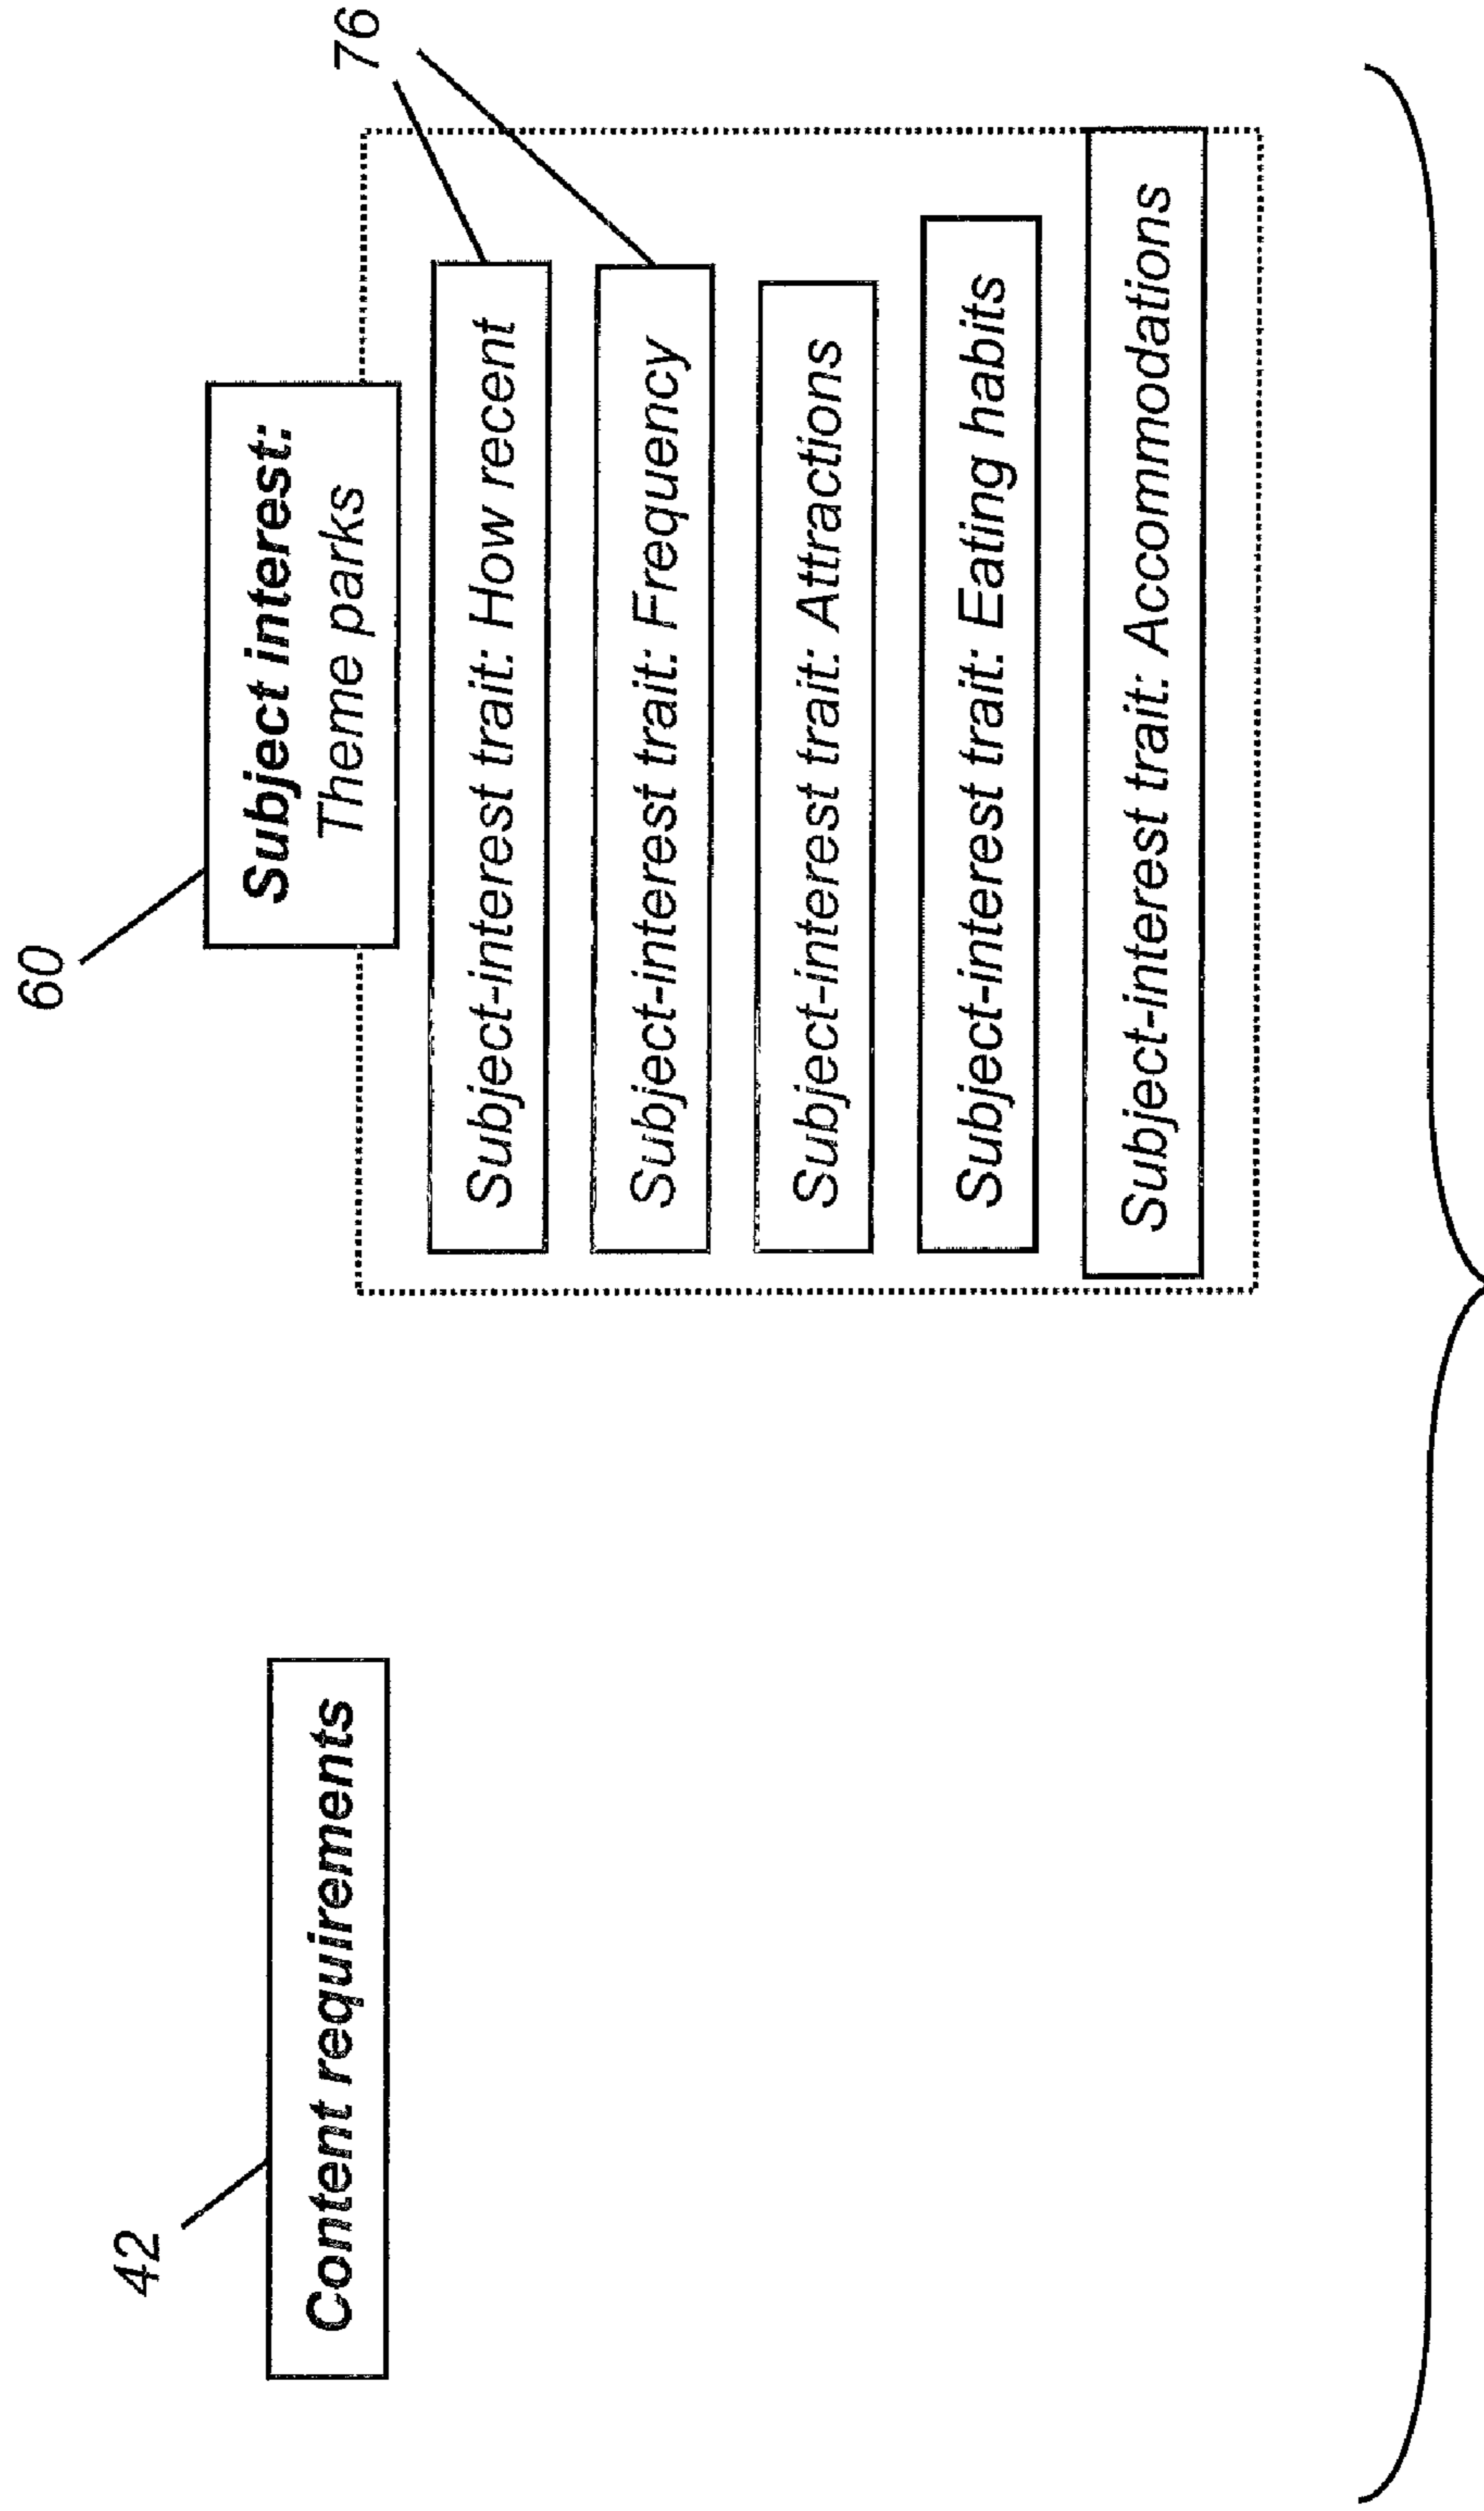 60
76
Subject interest:
Theme parks
42
Content requirements
Subject-interest trait: How recent
Subject-interest trait: Frequency
Subject-interest trait: Attractions
Subject-interest trait: Eating habits
Subject-interest trait: Accommodations